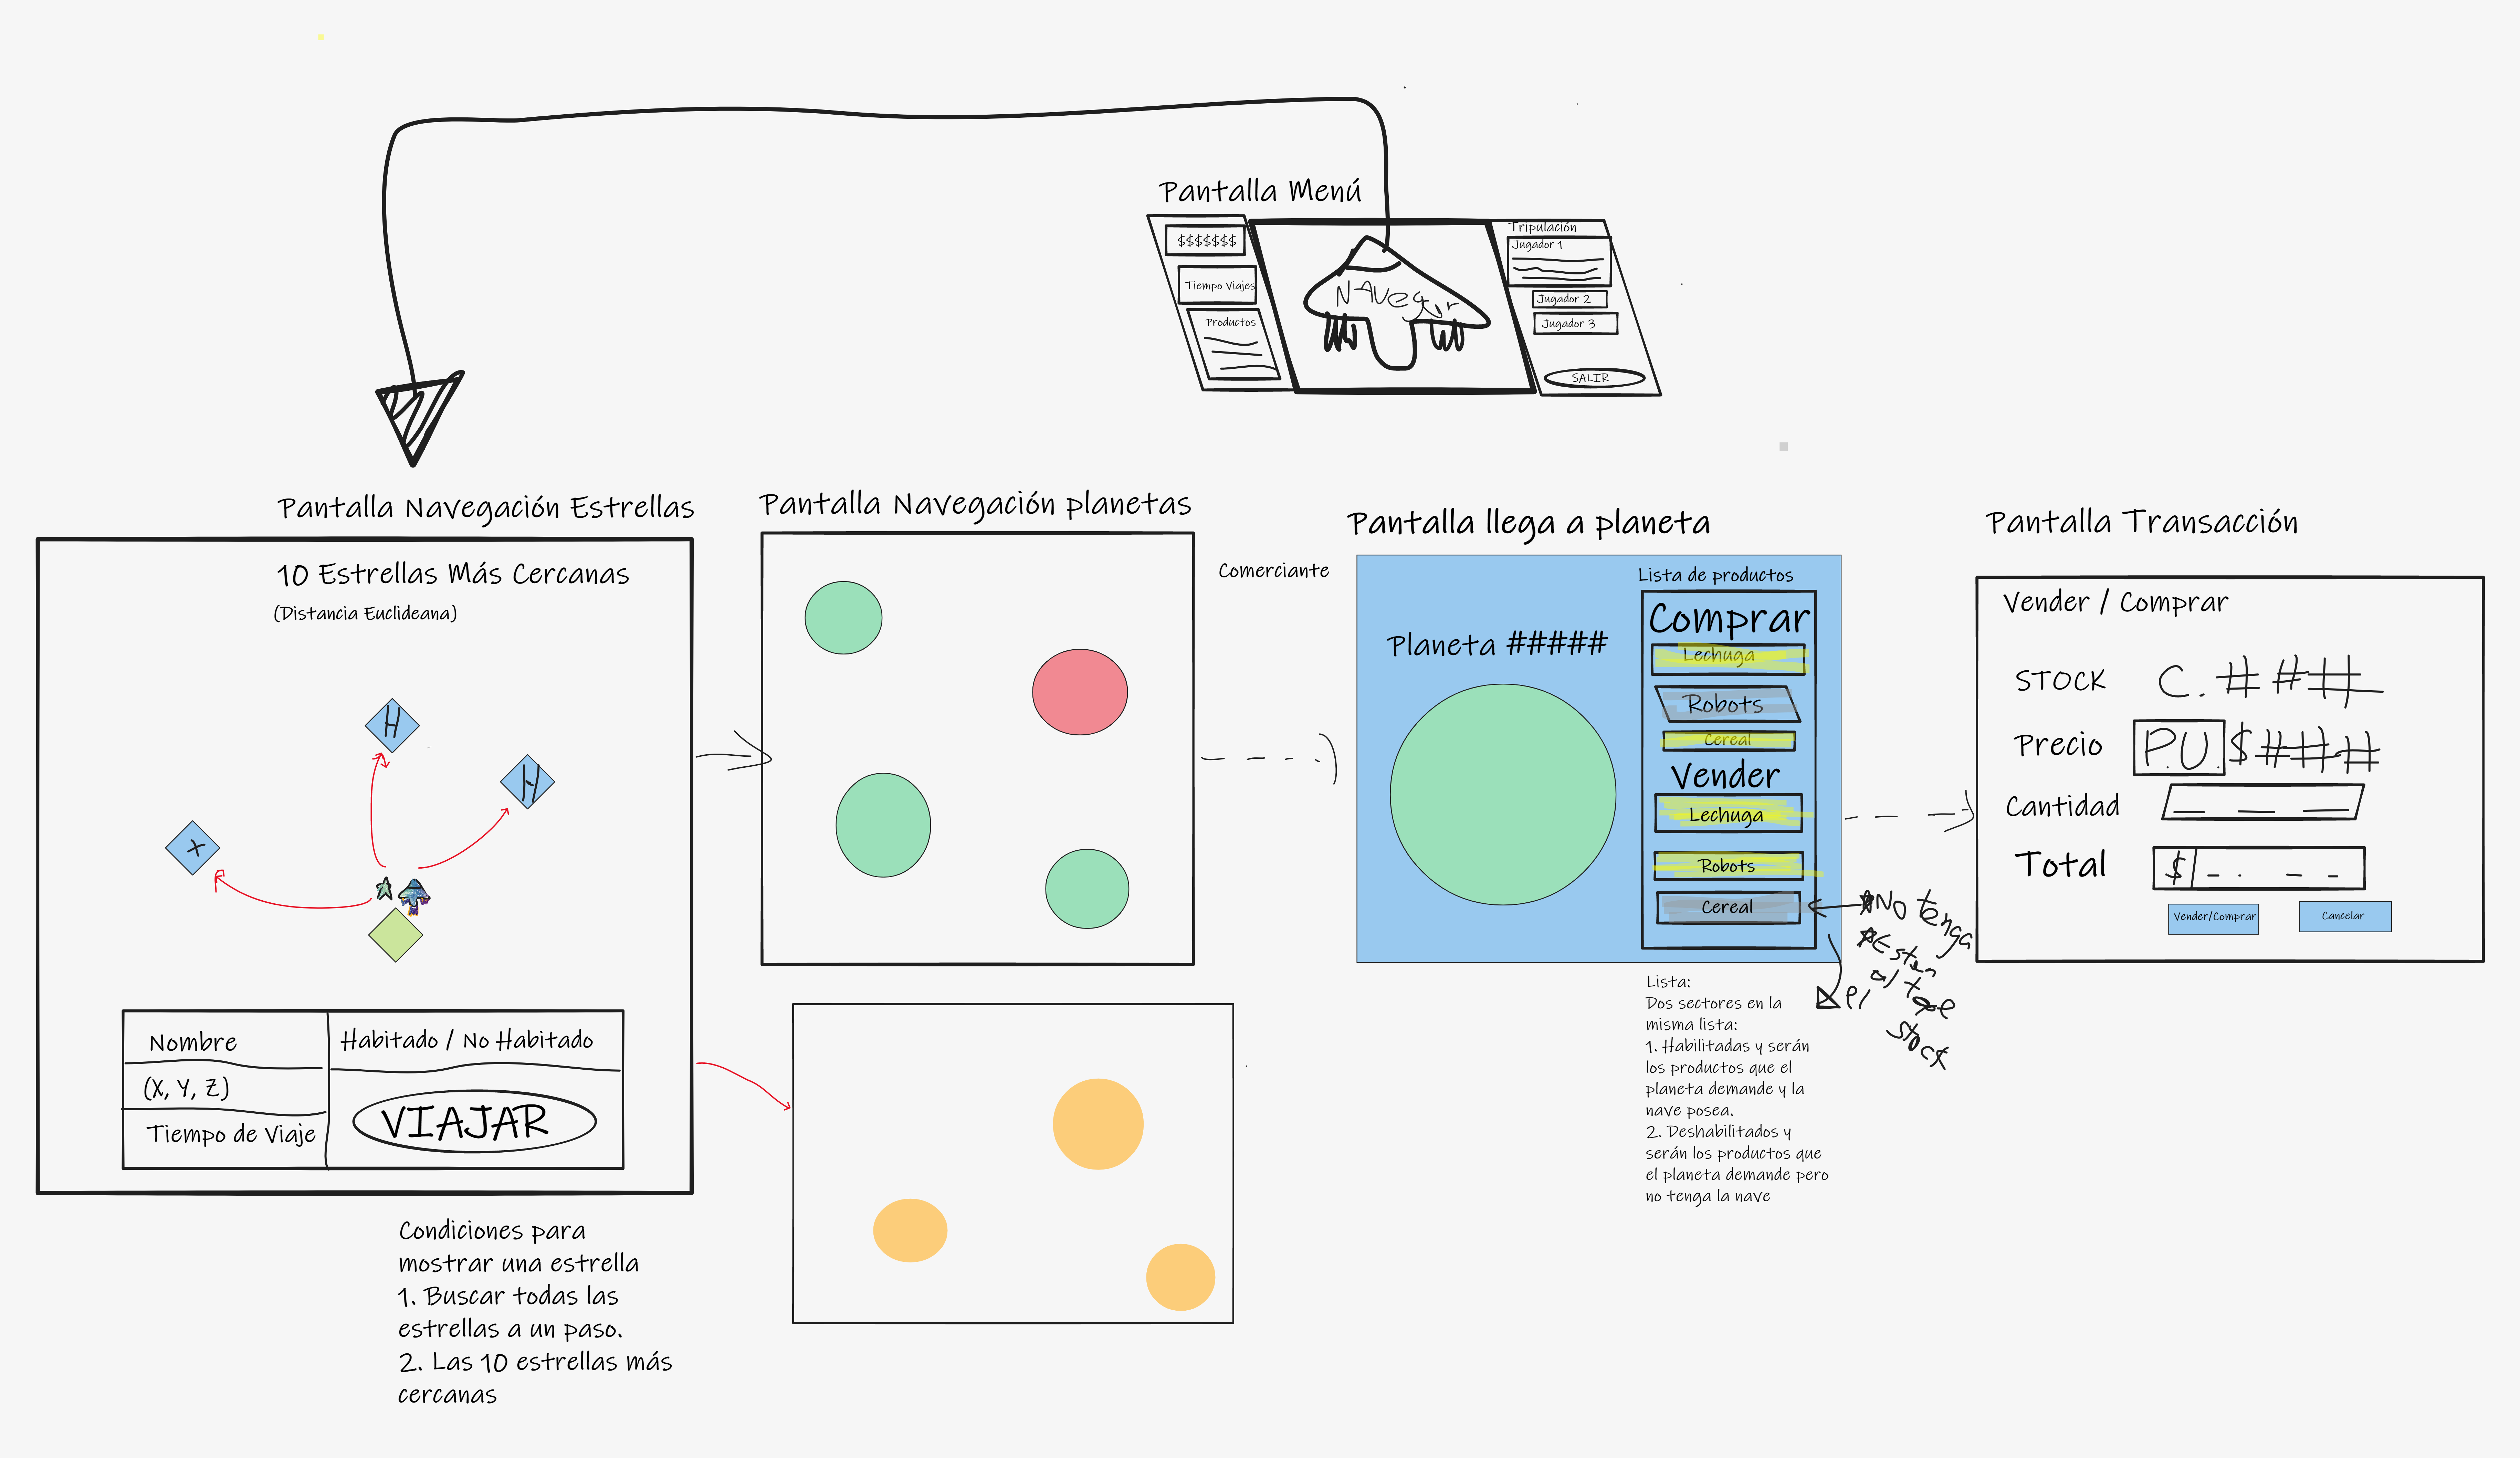 Pantalla Menú
$$$$$$$
Tiempo Viajes
Productos
NAVegar
Tripulación
Jugador 1
Jugador 2
Jugador 3
SALIR
Pantalla Navegación Estrellas
10 Estrellas Más Cercanas
(Distancia Euclideana)
H
H
X
Nombre
(X, Y, Z)
Tiempo de Viaje
Habitado / No Habitado
VIAJAR
Condiciones para
mostrar una estrella
1. Buscar todas las
estrellas a un paso.
2. Las 10 estrellas más
cercanas
Pantalla Navegación planetas
Comerciante
Pantalla llega a planeta
Planeta #####
Lista de productos
Comprar
Lechuga
Robots
Cereal
Vender
Lechuga
Robots
Cereal
No tenga
Esten
al tope
el
stock
Lista:
Dos sectores en la
misma lista:
1. Habilitadas y serán
los productos que el
planeta demande y la
nave posea.
2. Deshabilitados y
serán los productos que
el planeta demande pero
no tenga la nave
Pantalla Transacción
Vender / Comprar
STOCK C. ###
Precio P.U. $###
Cantidad _ _ _
Total $ _ . _ _
Vender/Comprar
Cancelar